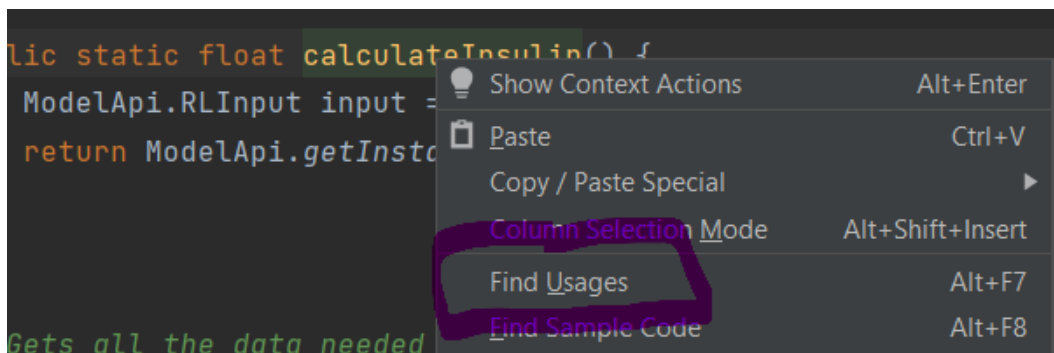 lic static float calculateInsulin() {
Show Context Actions Alt+Enter
ModelApi.RLInput input =
Paste Ctrl+V
return ModelApi.getInsta
Copy / Paste Special
Column Selection Mode Alt+Shift+Insert
Find Usages Alt+F7
Find Sample Code Alt+F8
Gets all the data needed